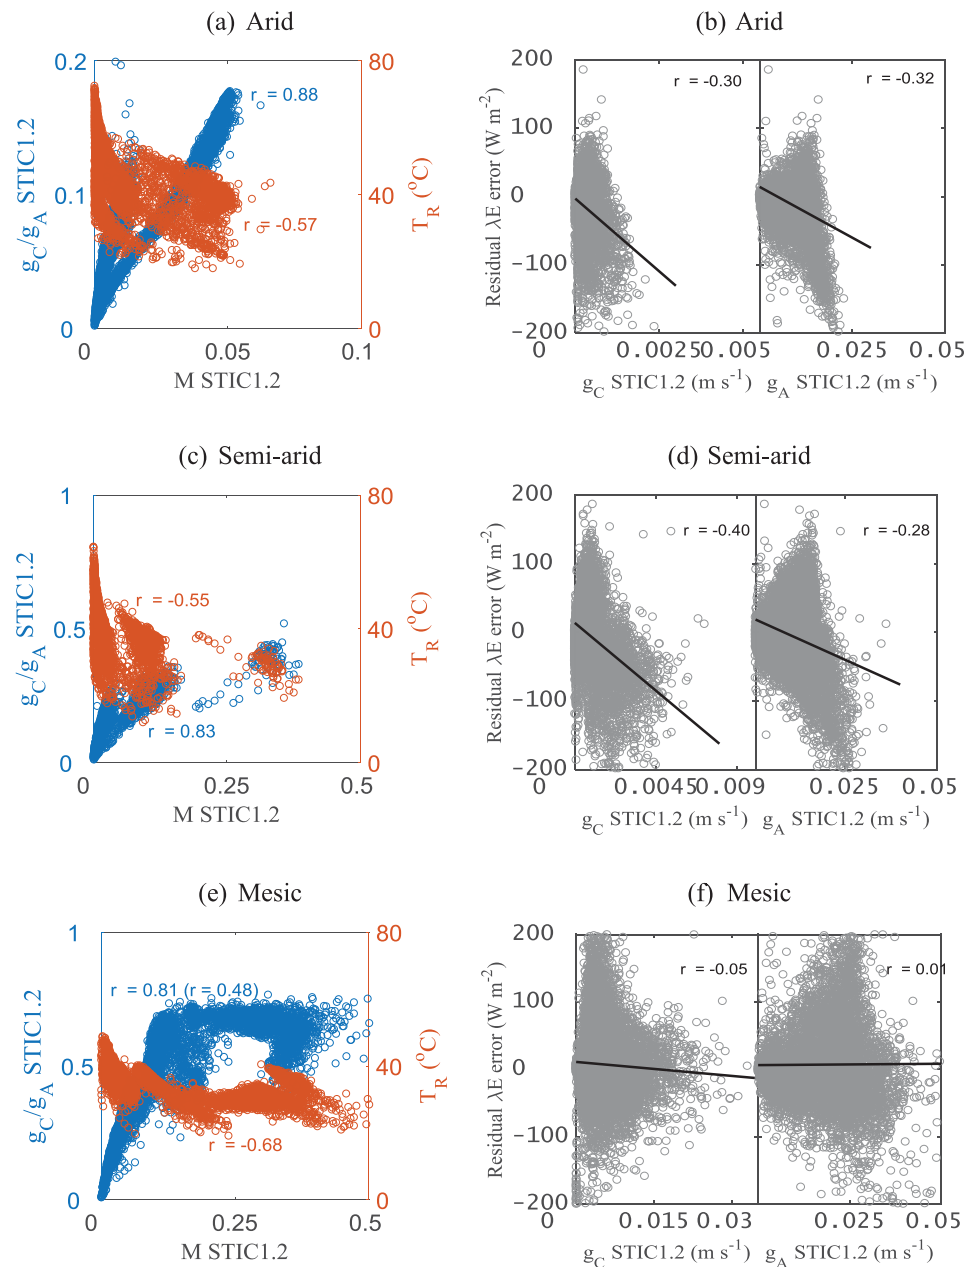 (a) Arid
(b) Arid
0.2
0.1
0
g_C/g_A STIC1.2
r = 0.88
r = -0.57
80
40
0
T_R (°C)
0
0.05
0.1
M STIC1.2
200
100
0
-100
-200
Residual λE error (W m⁻²)
r = -0.30
r = -0.32
0
0.0025
0.005
0.025
0.05
g_C STIC1.2 (m s⁻¹)
g_A STIC1.2 (m s⁻¹)
(c) Semi-arid
(d) Semi-arid
1
0.5
0
g_C/g_A STIC1.2
r = -0.55
r = 0.83
80
40
0
T_R (°C)
0
0.25
0.5
M STIC1.2
200
100
0
-100
-200
Residual λE error (W m⁻²)
r = -0.40
r = -0.28
0
0.0045
0.009
0.025
0.05
g_C STIC1.2 (m s⁻¹)
g_A STIC1.2 (m s⁻¹)
(e) Mesic
(f) Mesic
1
0.5
0
g_C/g_A STIC1.2
r = 0.81 (r = 0.48)
r = -0.68
80
40
0
T_R (°C)
0
0.25
0.5
M STIC1.2
200
100
0
-100
-200
Residual λE error (W m⁻²)
r = -0.05
r = 0.01
0
0.015
0.03
0.025
0.05
g_C STIC1.2 (m s⁻¹)
g_A STIC1.2 (m s⁻¹)